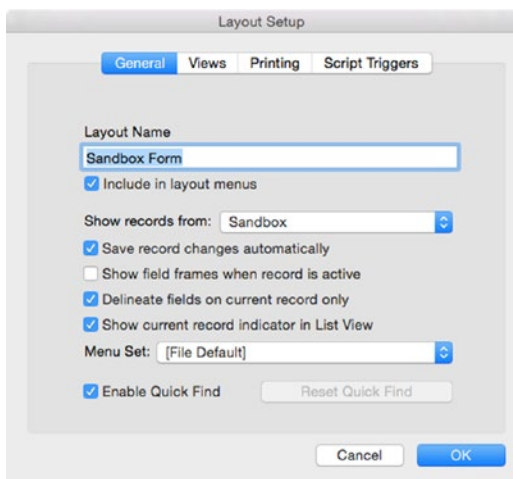 Layout Setup
General Views Printing Script Triggers
Layout Name
Sandbox Form
Include in layout menus
Show records from: Sandbox
Save record changes automatically
Show field frames when record is active
Delineate fields on current record only
Show current record indicator in List View
Menu Set: [File Default]
Enable Quick Find Reset Quick Find
Cancel OK